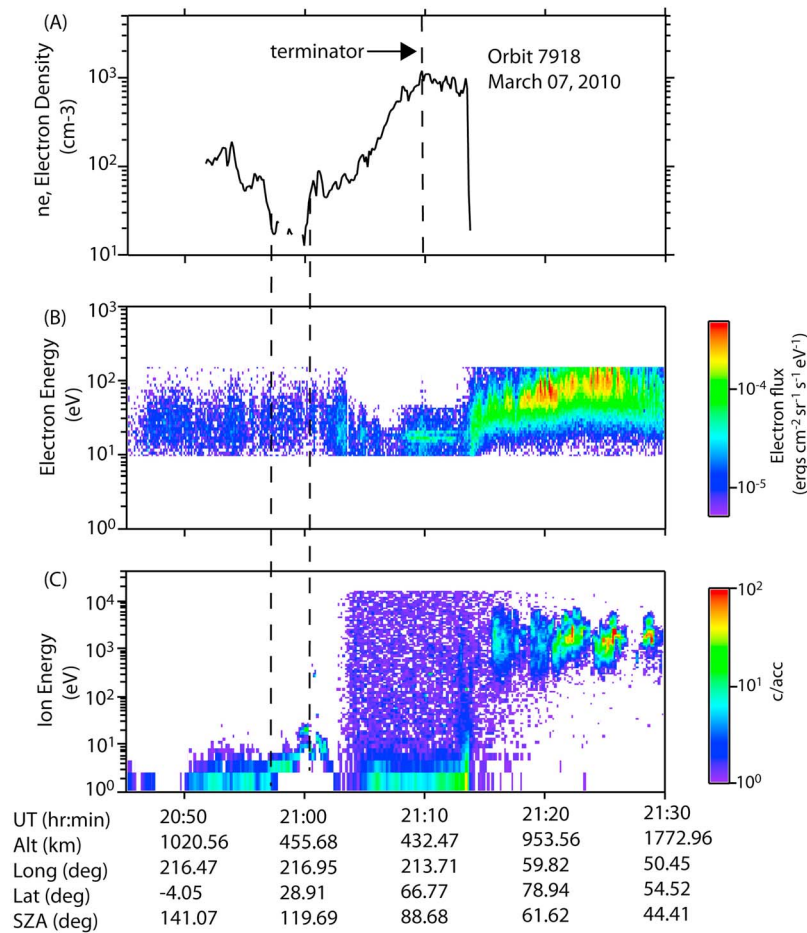 (A)
terminator
Orbit 7918
March 07, 2010
ne, Electron Density
(cm-3)
10³
10²
10¹
(B)
Electron Energy
(eV)
10³
10²
10¹
10⁰
10⁻⁴
10⁻⁵
Electron flux
(ergs cm⁻² sr⁻¹ s⁻¹ eV⁻¹)
(C)
Ion Energy
(eV)
10⁴
10³
10²
10¹
10⁰
10²
10¹
10⁰
c/acc
UT (hr:min) 20:50 21:00 21:10 21:20 21:30
Alt (km) 1020.56 455.68 432.47 953.56 1772.96
Long (deg) 216.47 216.95 213.71 59.82 50.45
Lat (deg) -4.05 28.91 66.77 78.94 54.52
SZA (deg) 141.07 119.69 88.68 61.62 44.41